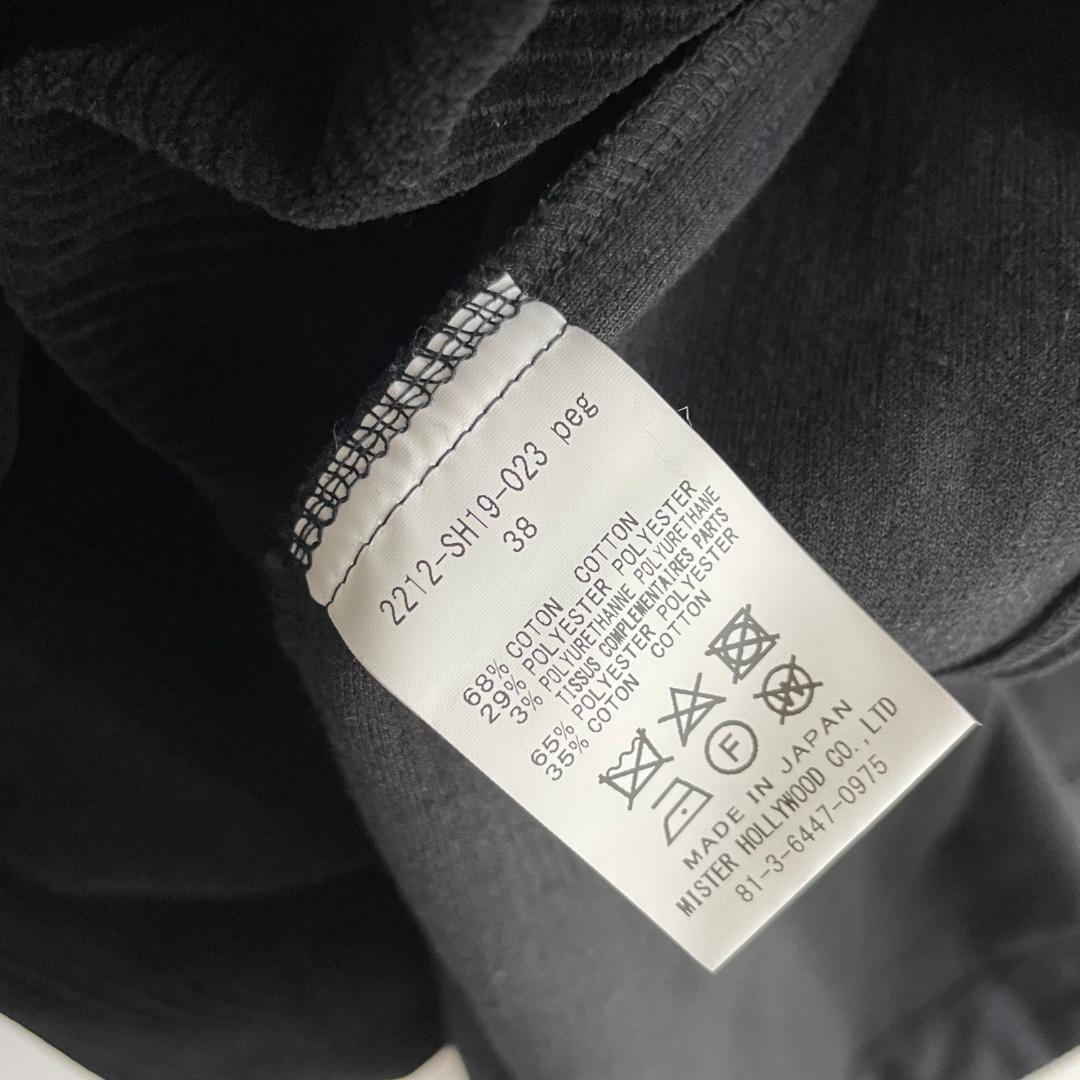 2212-SH19-023 peg
38
68% COTON COTTON
29% POLYESTER POLYESTER
3% POLYURETHANNE POLYURETHANE
TISSUS COMPLEMENTAIRES PARTS
65% POLYESTER POLYESTER
35% COTON COTTON
F
W
MADE IN JAPAN
MISTER HOLLYWOOD CO.,LTD
81-3-6447-0975